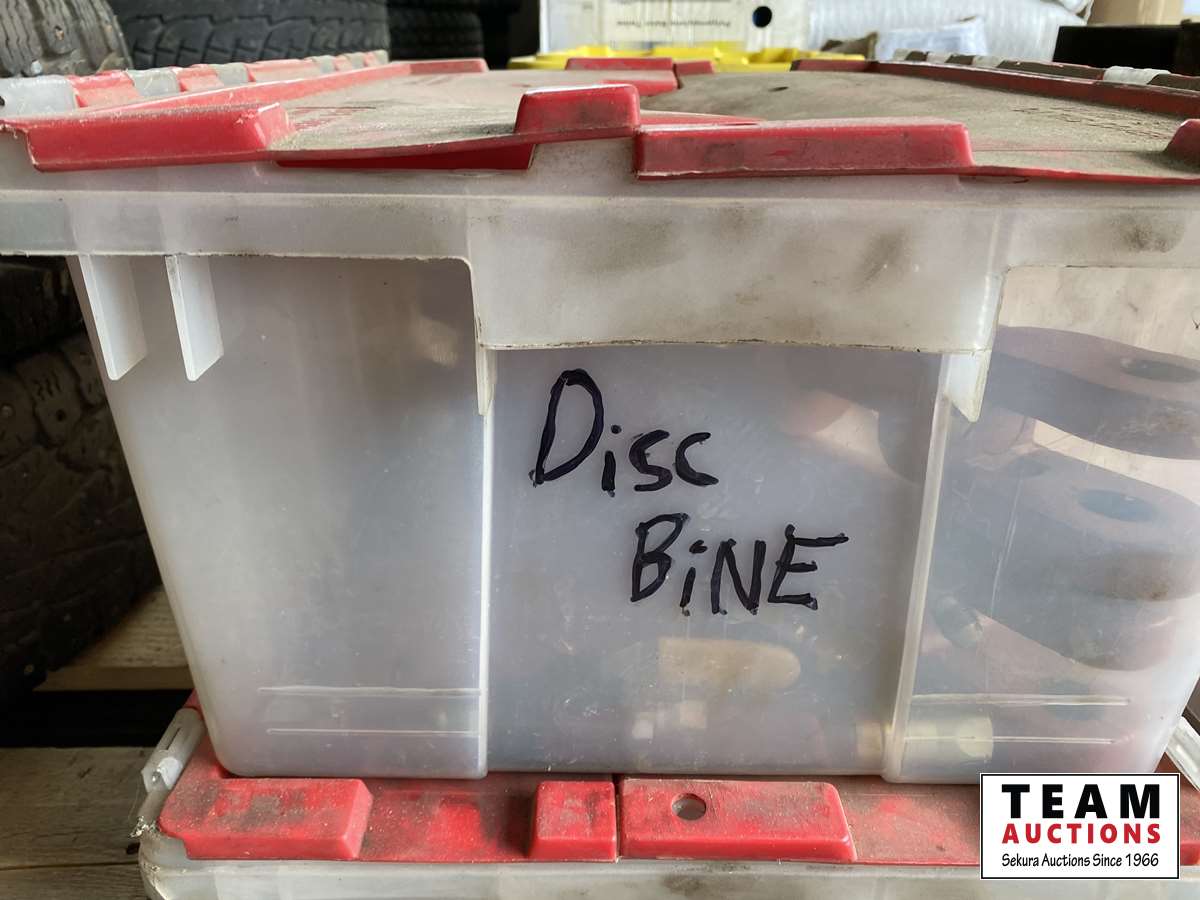 Disc
BiNE
TEAM
AUCTIONS
Sekura Auctions Since 1966